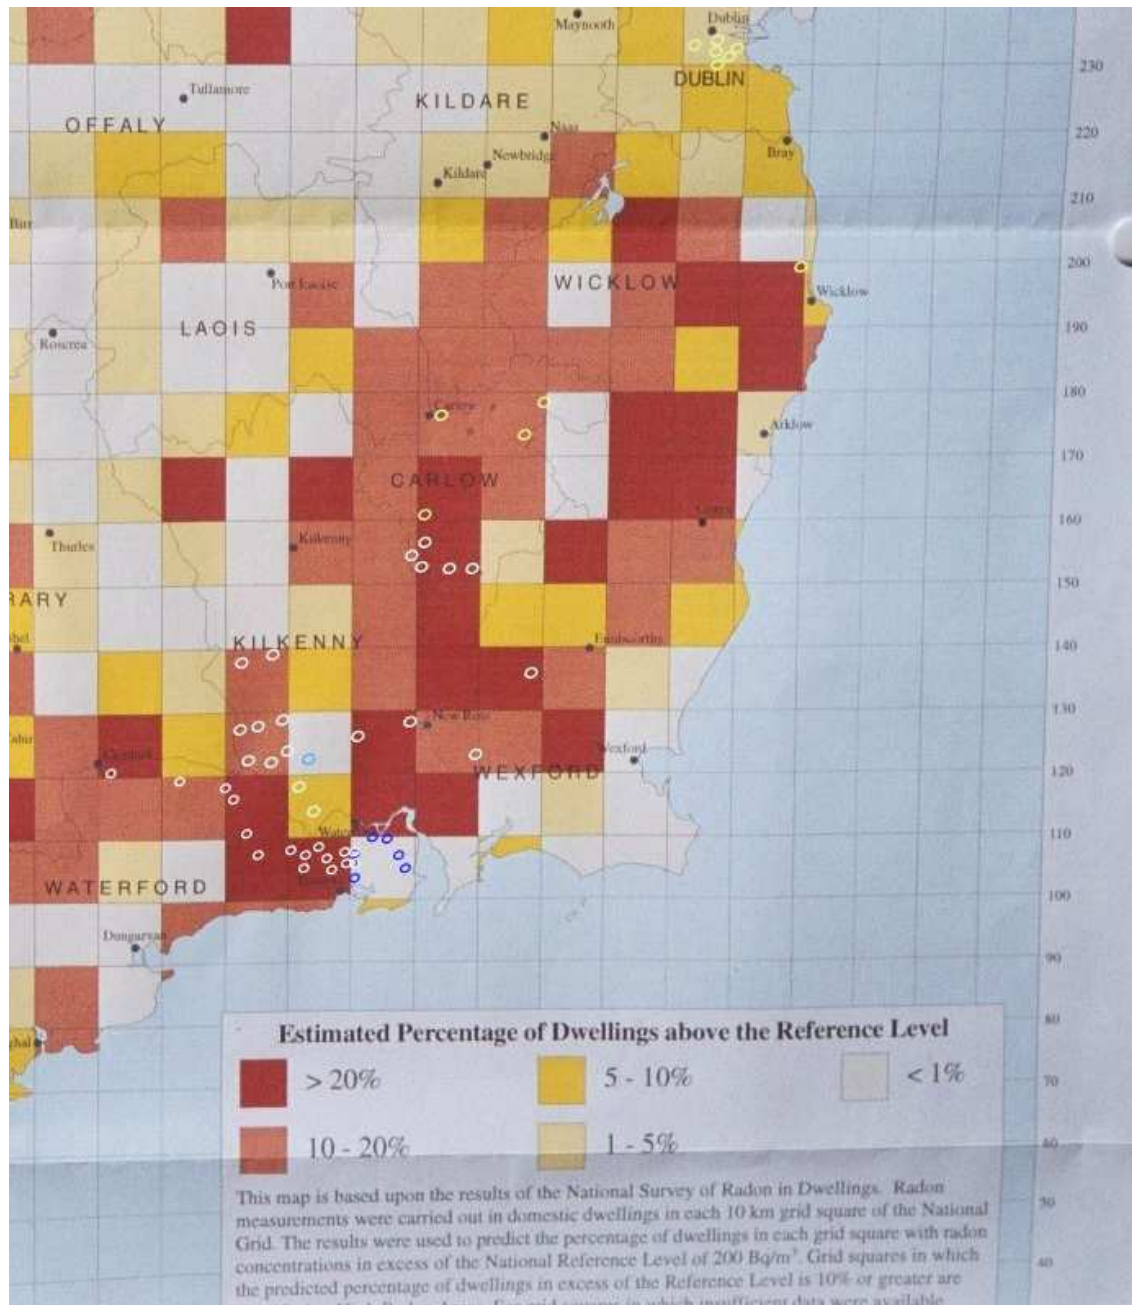 Dublin
Maynooth
230
DUBLIN
Tullamore
KILDARE
OFFALY
Naas
220
Newbridge
Bray
Kildare
210
Birr
200
Port Laoise
WICKLOW
Wicklow
LAOIS
190
Roscrea
180
Carlow
Arklow
170
CARLOW
160
Gorey
Thurles
Kilkenny
150
RARY
KILKENNY
Enniscorthy
140
130
New Ross
Wexford
120
WEXFORD
110
WATERFORD
100
Dungarvan
90
80
ghal
Estimated Percentage of Dwellings above the Reference Level
> 20%
5 - 10%
< 1%
70
10 - 20%
1 - 5%
60
This map is based upon the results of the National Survey of Radon in Dwellings. Radon
measurements were carried out in domestic dwellings in each 10 km grid square of the National
50
Grid. The results were used to predict the percentage of dwellings in each grid square with radon
concentrations in excess of the National Reference Level of 200 Bq/m³. Grid squares in which
40
the predicted percentage of dwellings in excess of the Reference Level is 10% or greater are